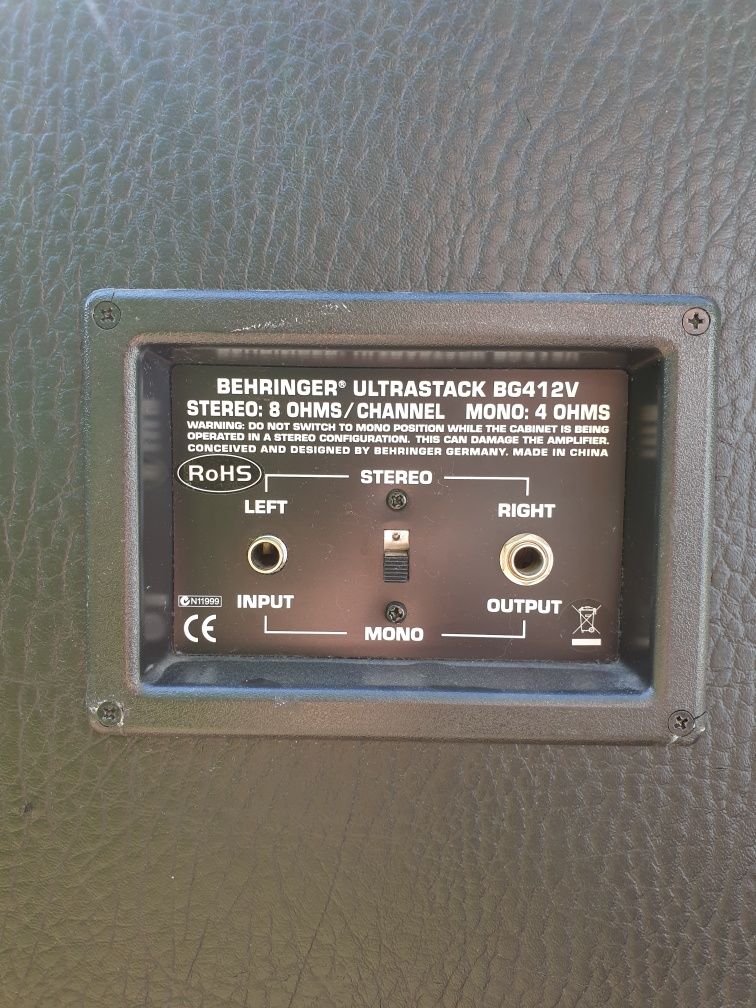 BEHRINGER® ULTRASTACK BG412V
STEREO: 8 OHMS/CHANNEL MONO: 4 OHMS
WARNING: DO NOT SWITCH TO MONO POSITION WHILE THE CABINET IS BEING
OPERATED IN A STEREO CONFIGURATION. THIS CAN DAMAGE THE AMPLIFIER.
CONCEIVED AND DESIGNED BY BEHRINGER GERMANY. MADE IN CHINA
RoHS
STEREO
LEFT
RIGHT
N11999
INPUT
OUTPUT
CE
MONO